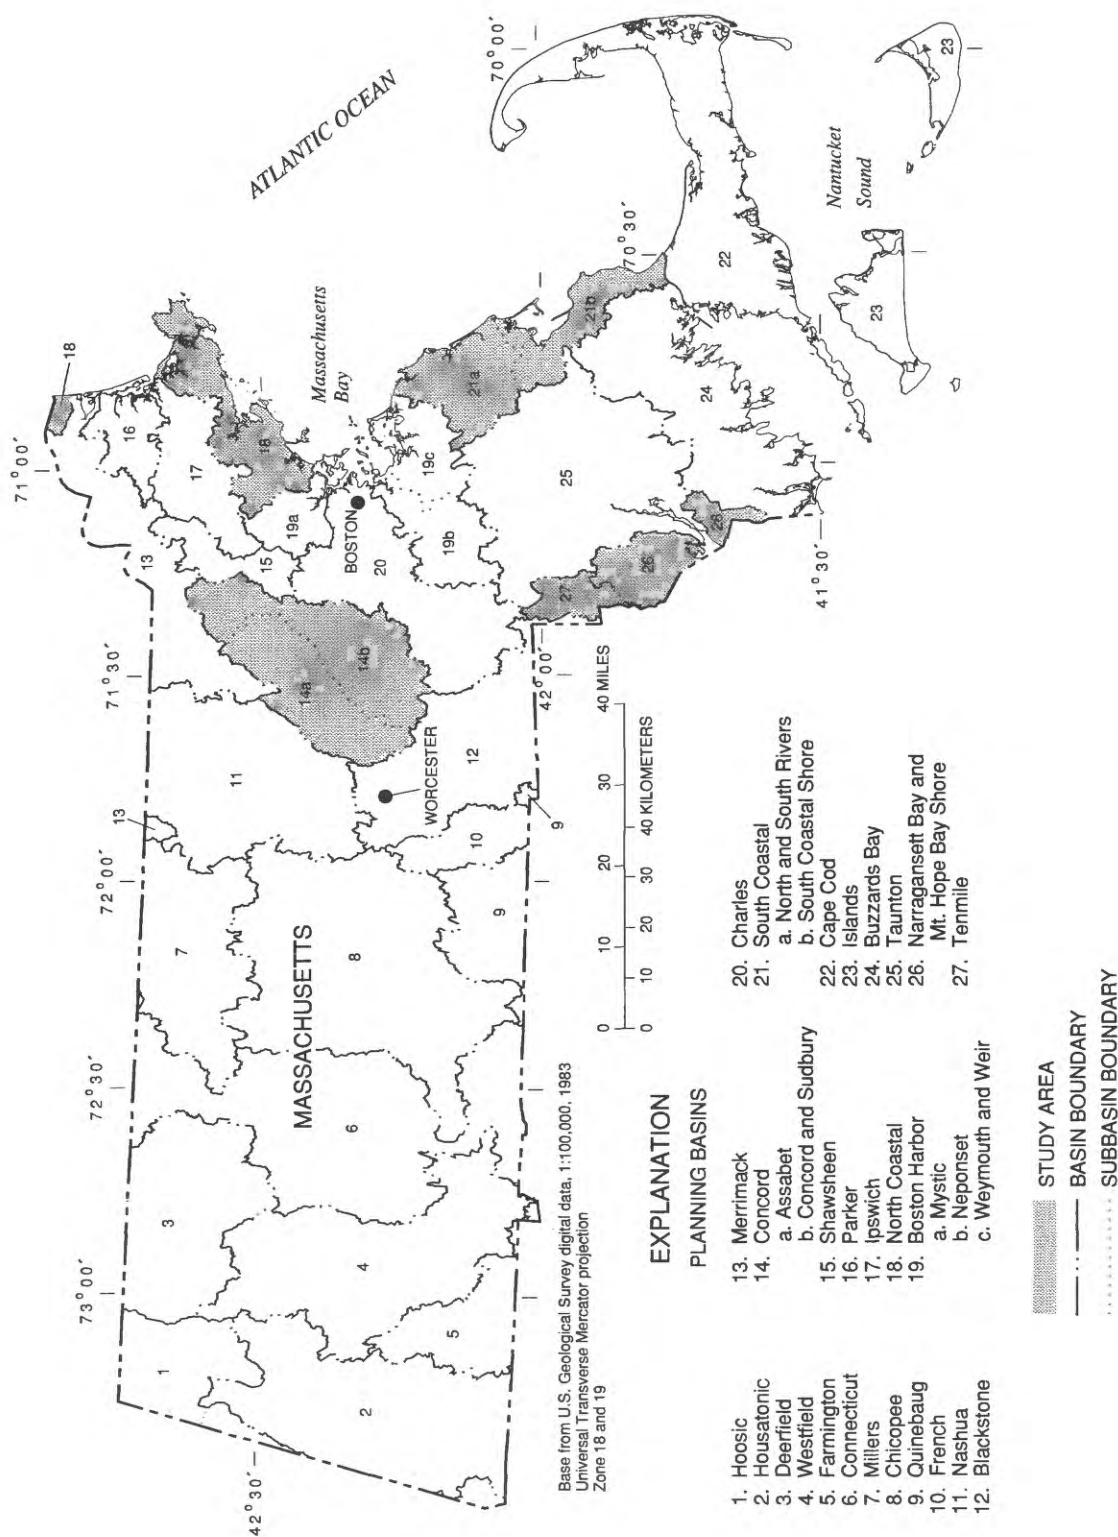 ATLANTIC OCEAN
73°00'
72°30'
72°00'
71°30'
71°00'
70°30'
70°00'
42°30'
42°00'
41°30'
Massachusetts
Bay
Nantucket
Sound
MASSACHUSETTS
BOSTON
WORCESTER
1
2
3
4
5
6
7
8
9
9
10
11
12
13
13
14a
14b
15
16
17
18
18
19a
19b
19c
20
21a
21b
22
23
23
24
25
26
26
27
Base from U.S. Geological Survey digital data, 1:100,000, 1983
Universal Transverse Mercator projection
Zone 18 and 19
0 10 20 30 40 MILES
0 10 20 30 40 KILOMETERS
EXPLANATION
PLANNING BASINS
1. Hoosic
2. Housatonic
3. Deerfield
4. Westfield
5. Farmington
6. Connecticut
7. Millers
8. Chicopee
9. Quinebaug
10. French
11. Nashua
12. Blackstone
13. Merrimack
14. Concord
a. Assabet
b. Concord and Sudbury
15. Shawsheen
16. Parker
17. Ipswich
18. North Coastal
19. Boston Harbor
a. Mystic
b. Neponset
c. Weymouth and Weir
20. Charles
21. South Coastal
a. North and South Rivers
b. South Coastal Shore
22. Cape Cod
23. Islands
24. Buzzards Bay
25. Taunton
26. Narragansett Bay and
Mt. Hope Bay Shore
27. Tenmile
STUDY AREA
BASIN BOUNDARY
SUBBASIN BOUNDARY